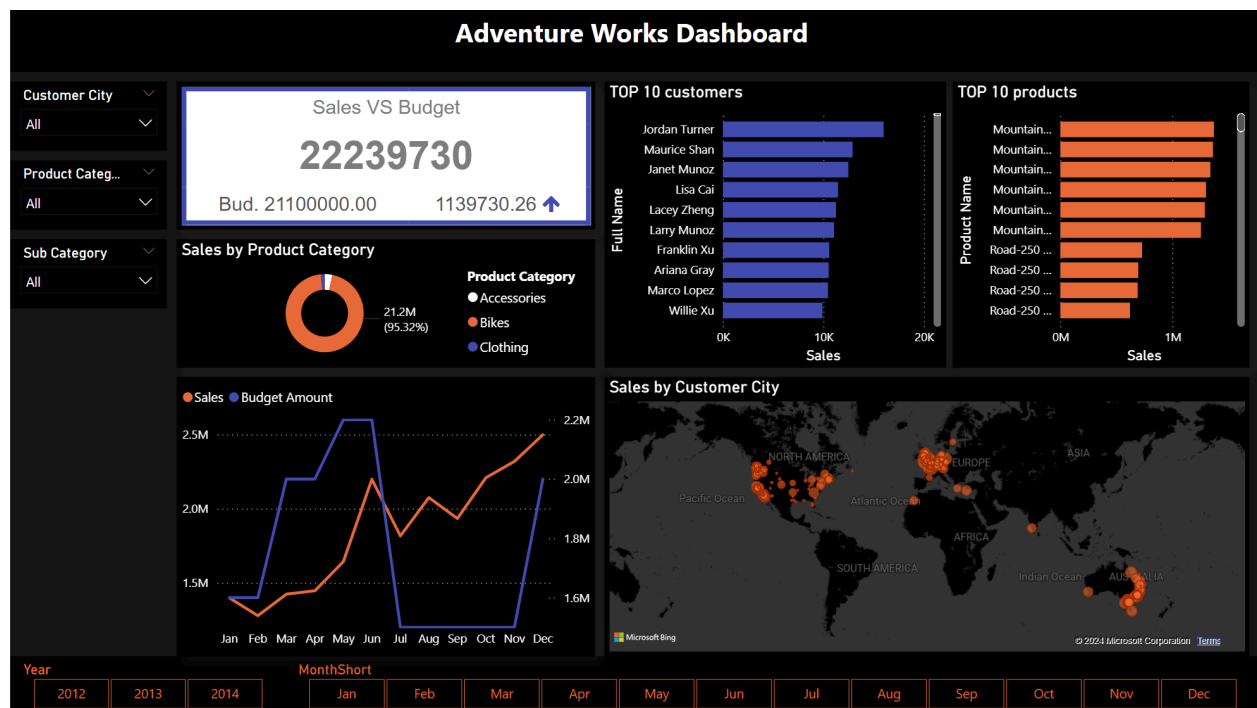 Adventure Works Dashboard
Customer City
All
Product Categ...
All
Sub Category
All
Sales VS Budget
22239730
Bud. 21100000.00 1139730.26
Sales by Product Category
21.2M
(95.32%)
Product Category
Accessories
Bikes
Clothing
TOP 10 customers
Full Name
Jordan Turner
Maurice Shan
Janet Munoz
Lisa Cai
Lacey Zheng
Larry Munoz
Franklin Xu
Ariana Gray
Marco Lopez
Willie Xu
0K 10K 20K
Sales
TOP 10 products
Product Name
Mountain...
Mountain...
Mountain...
Mountain...
Mountain...
Mountain...
Road-250 ...
Road-250 ...
Road-250 ...
Road-250 ...
0M 1M
Sales
Sales Budget Amount
2.5M
2.0M
1.5M
2.2M
2.0M
1.8M
1.6M
Jan Feb Mar Apr May Jun Jul Aug Sep Oct Nov Dec
Sales by Customer City
NORTH AMERICA
EUROPE
ASIA
Pacific Ocean
Atlantic Ocean
AFRICA
SOUTH AMERICA
Indian Ocean
AUSTRALIA
Microsoft Bing
© 2024 Microsoft Corporation Terms
Year
2012 2013 2014
MonthShort
Jan Feb Mar Apr May Jun Jul Aug Sep Oct Nov Dec